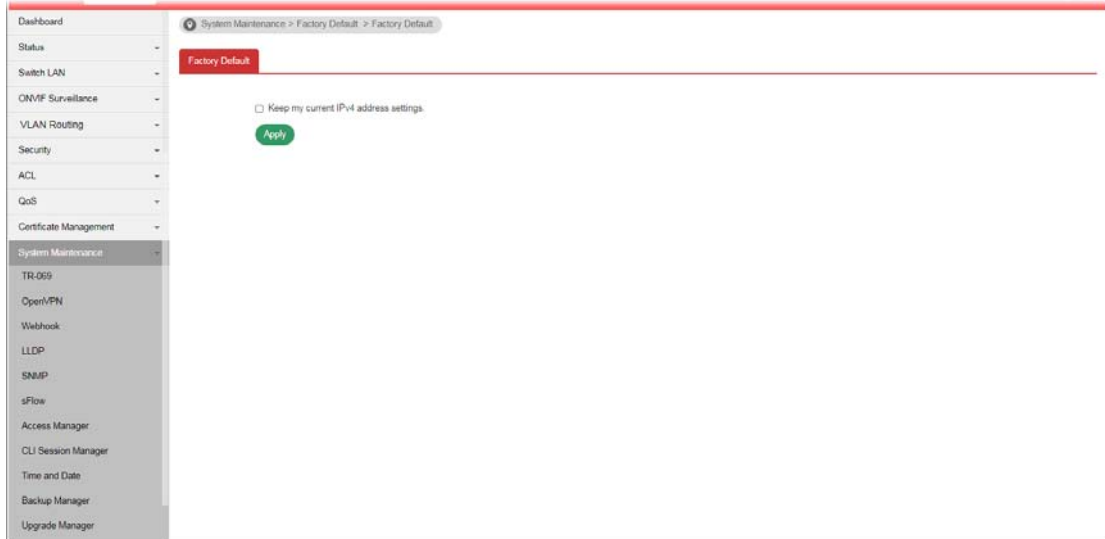 Dashboard
Status
Switch LAN
ONVIF Surveillance
VLAN Routing
Security
ACL
QoS
Certificate Management
System Maintenance
TR-069
OpenVPN
Webhook
LLDP
SNMP
sFlow
Access Manager
CLI Session Manager
Time and Date
Backup Manager
Upgrade Manager
System Maintenance > Factory Default > Factory Default
Factory Default
Keep my current IPv4 address settings.
Apply